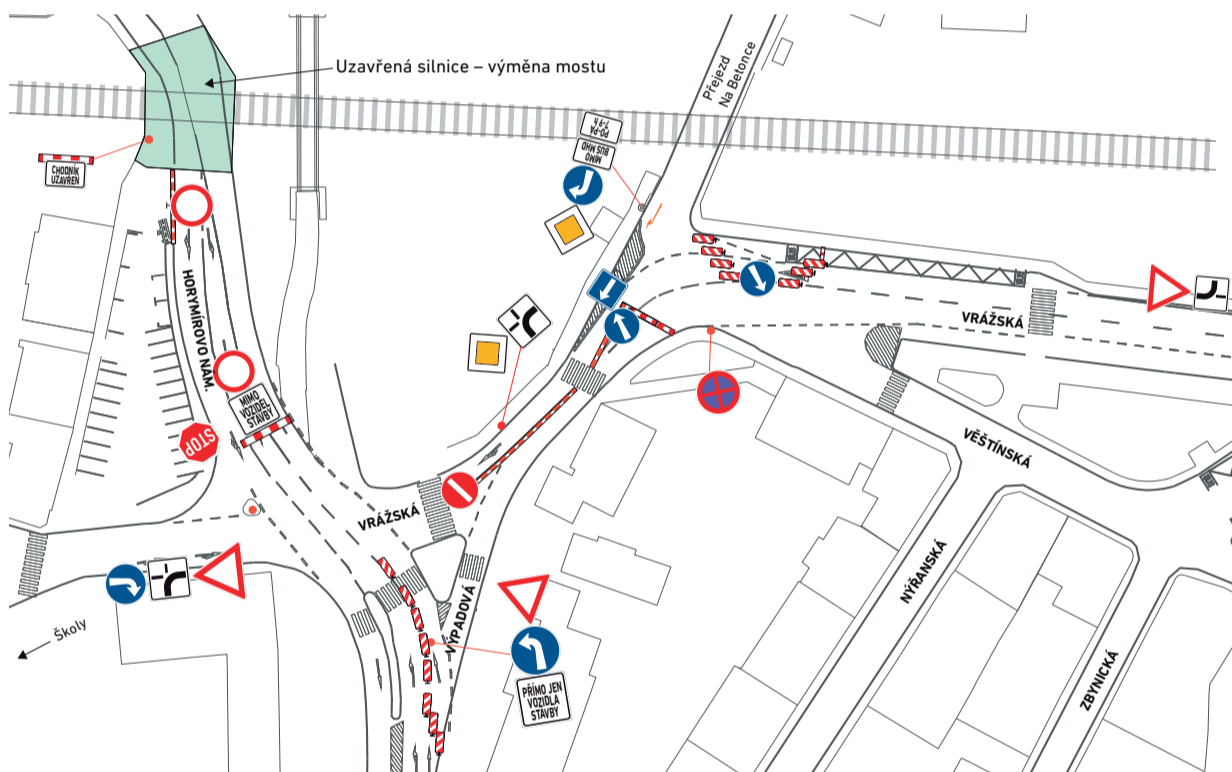 Uzavřená silnice – výměna mostu
Přejezd
Na Betonce
PO-PÁ
7-9 h
MIMO
BUS MHD
CHODNÍK
UZAVŘEN
HORYMÍROVO NÁM.
MIMO
VOZIDEL
STAVBY
STOP
VRÁŽSKÁ
VRÁŽSKÁ
VĚŠTÍNSKÁ
VÝPADOVÁ
NÝŘANSKÁ
ZBYNICKÁ
Školy
PŘÍMO JEN
VOZIDLA
STAVBY